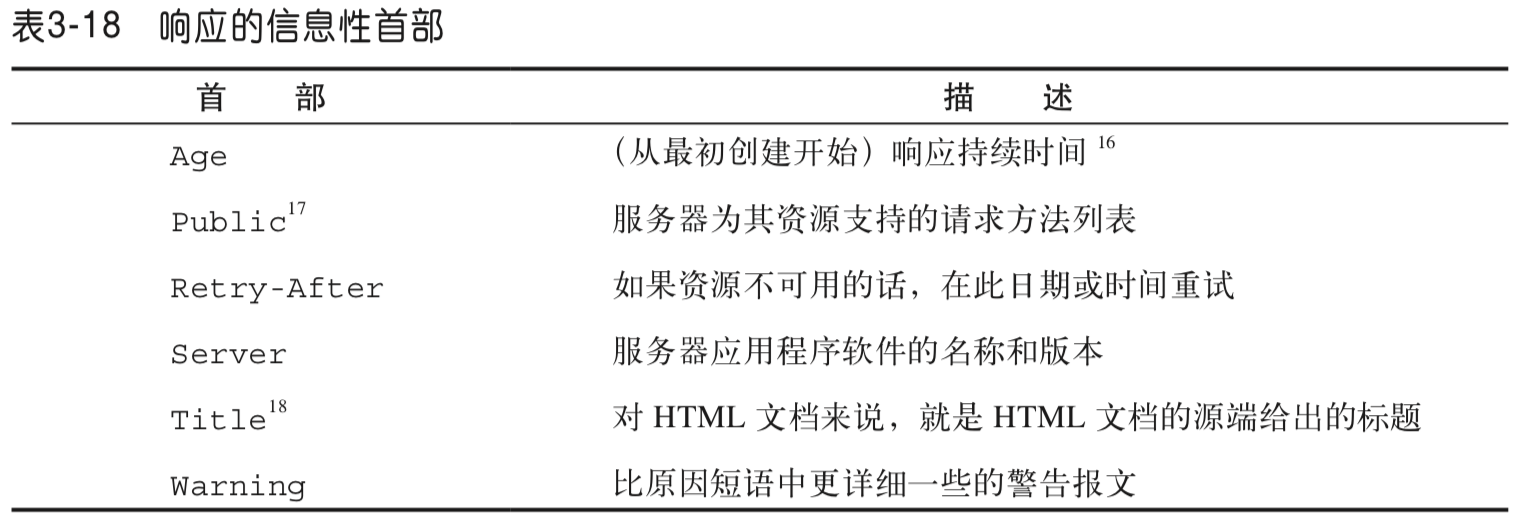 表3-18 响应的信息性首部
首 部 描 述
Age (从最初创建开始)响应持续时间 16
Public17 服务器为其资源支持的请求方法列表
Retry-After 如果资源不可用的话，在此日期或时间重试
Server 服务器应用程序软件的名称和版本
Title18 对 HTML 文档来说，就是 HTML 文档的源端给出的标题
Warning 比原因短语中更详细一些的警告报文